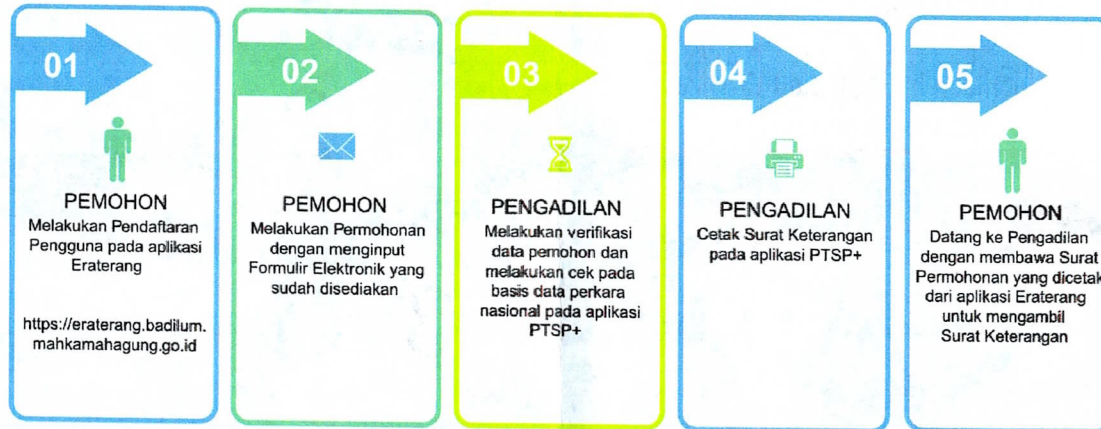 01
PEMOHON
Melakukan Pendaftaran
Pengguna pada aplikasi
Eraterang
https://eraterang.badilum.
mahkamahagung.go.id
02
PEMOHON
Melakukan Permohonan
dengan menginput
Formulir Elektronik yang
sudah disediakan
03
PENGADILAN
Melakukan verifikasi
data pemohon dan
melakukan cek pada
basis data perkara
nasional pada aplikasi
PTSP+
04
PENGADILAN
Cetak Surat Keterangan
pada aplikasi PTSP+
05
PEMOHON
Datang ke Pengadilan
dengan membawa Surat
Permohonan yang dicetak
dari aplikasi Eraterang
untuk mengambil
Surat Keterangan